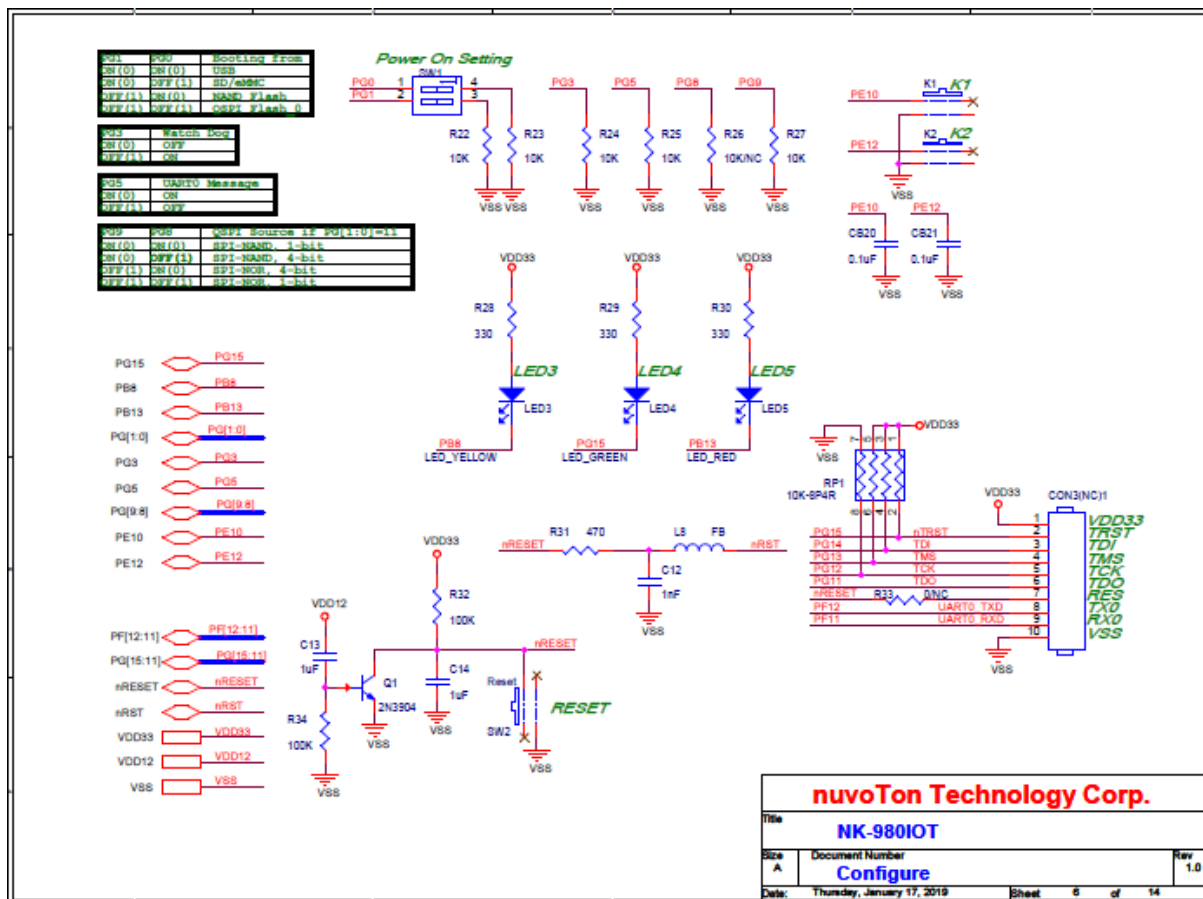 PG1 PG0 Booting from
ON(0) ON(0) USB
ON(0) OFF(1) SD/eMMC
OFF(1) ON(0) NAND Flash
OFF(1) OFF(1) QSPI Flash_0
PG3 Watch Dog
ON(0) OFF
OFF(1) ON
PG5 UART0 Message
ON(0) ON
OFF(1) OFF
PG9 PG8 QSPI Source if PG[1:0]=11
ON(0) ON(0) SPI-NAND, 1-bit
ON(0) OFF(1) SPI-NAND, 4-bit
OFF(1) ON(0) SPI-NOR, 4-bit
OFF(1) OFF(1) SPI-NOR, 1-bit
Power On Setting
SW1
PG0 1 4
PG1 2 3
PG3 PG5 PG8 PG9
R22 R23 R24 R25 R26 R27
10K 10K 10K 10K 10K/NC 10K
VSS VSS VSS VSS VSS VSS
K1 K1
PE10
K2 K2
PE12
VSS
PE10 PE12
CB20 CB21
0.1uF 0.1uF
VSS VSS
VDD33 VDD33 VDD33
R28 R29 R30
330 330 330
LED3 LED4 LED5
LED3 LED4 LED5
PB8 PG15 PB13
LED_YELLOW LED_GREEN LED_RED
PG15 PG15
PB8 PB8
PB13 PB13
PG[1:0] PG[1:0]
PG3 PG3
PG5 PG5
PG[9:8] PG[9:8]
PE10 PE10
PE12 PE12
PF[12:11] PF[12:11]
PG[15:11] PG[15:11]
nRESET nRESET
nRST nRST
VDD33 VDD33
VDD12 VDD12
VSS VSS
nRESET R31 470 L8 FB nRST
C12
1nF
VSS
VDD33
R32
100K
nRESET
VDD12
C13
1uF
Q1
2N3904
C14
1uF
R34
100K
VSS VSS VSS
Reset
SW2
RESET
VSS
VDD33
VSS
7 5 3 1
RP1
10K-8P4R
8 6 4 2
VDD33 CON3(NC)1
1 VDD33
PG15 nTRST 2 TRST
PG14 TDI 3 TDI
PG13 TMS 4 TMS
PG12 TCK 5 TCK
PG11 TDO 6 TDO
nRESET R33 0/NC 7 RES
PF12 UART0_TXD 8 TX0
PF11 UART0_RXD 9 RX0
10 VSS
VSS
nuvoTon Technology Corp.
Title
NK-980IOT
Size Document Number Rev
A Configure 1.0
Date: Thursday, January 17, 2019 Sheet 6 of 14